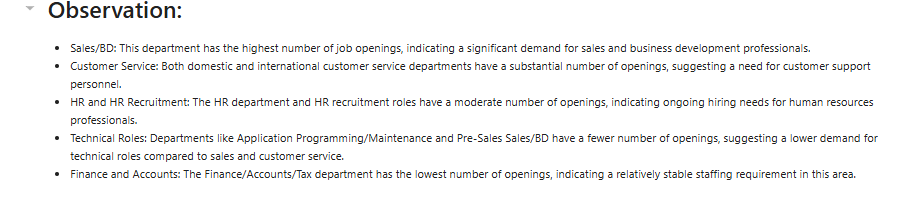 Observation:
Sales/BD: This department has the highest number of job openings, indicating a significant demand for sales and business development professionals.
Customer Service: Both domestic and international customer service departments have a substantial number of openings, suggesting a need for customer support
personnel.
HR and HR Recruitment: The HR department and HR recruitment roles have a moderate number of openings, indicating ongoing hiring needs for human resources
professionals.
Technical Roles: Departments like Application Programming/Maintenance and Pre-Sales Sales/BD have a fewer number of openings, suggesting a lower demand for
technical roles compared to sales and customer service.
Finance and Accounts: The Finance/Accounts/Tax department has the lowest number of openings, indicating a relatively stable staffing requirement in this area.